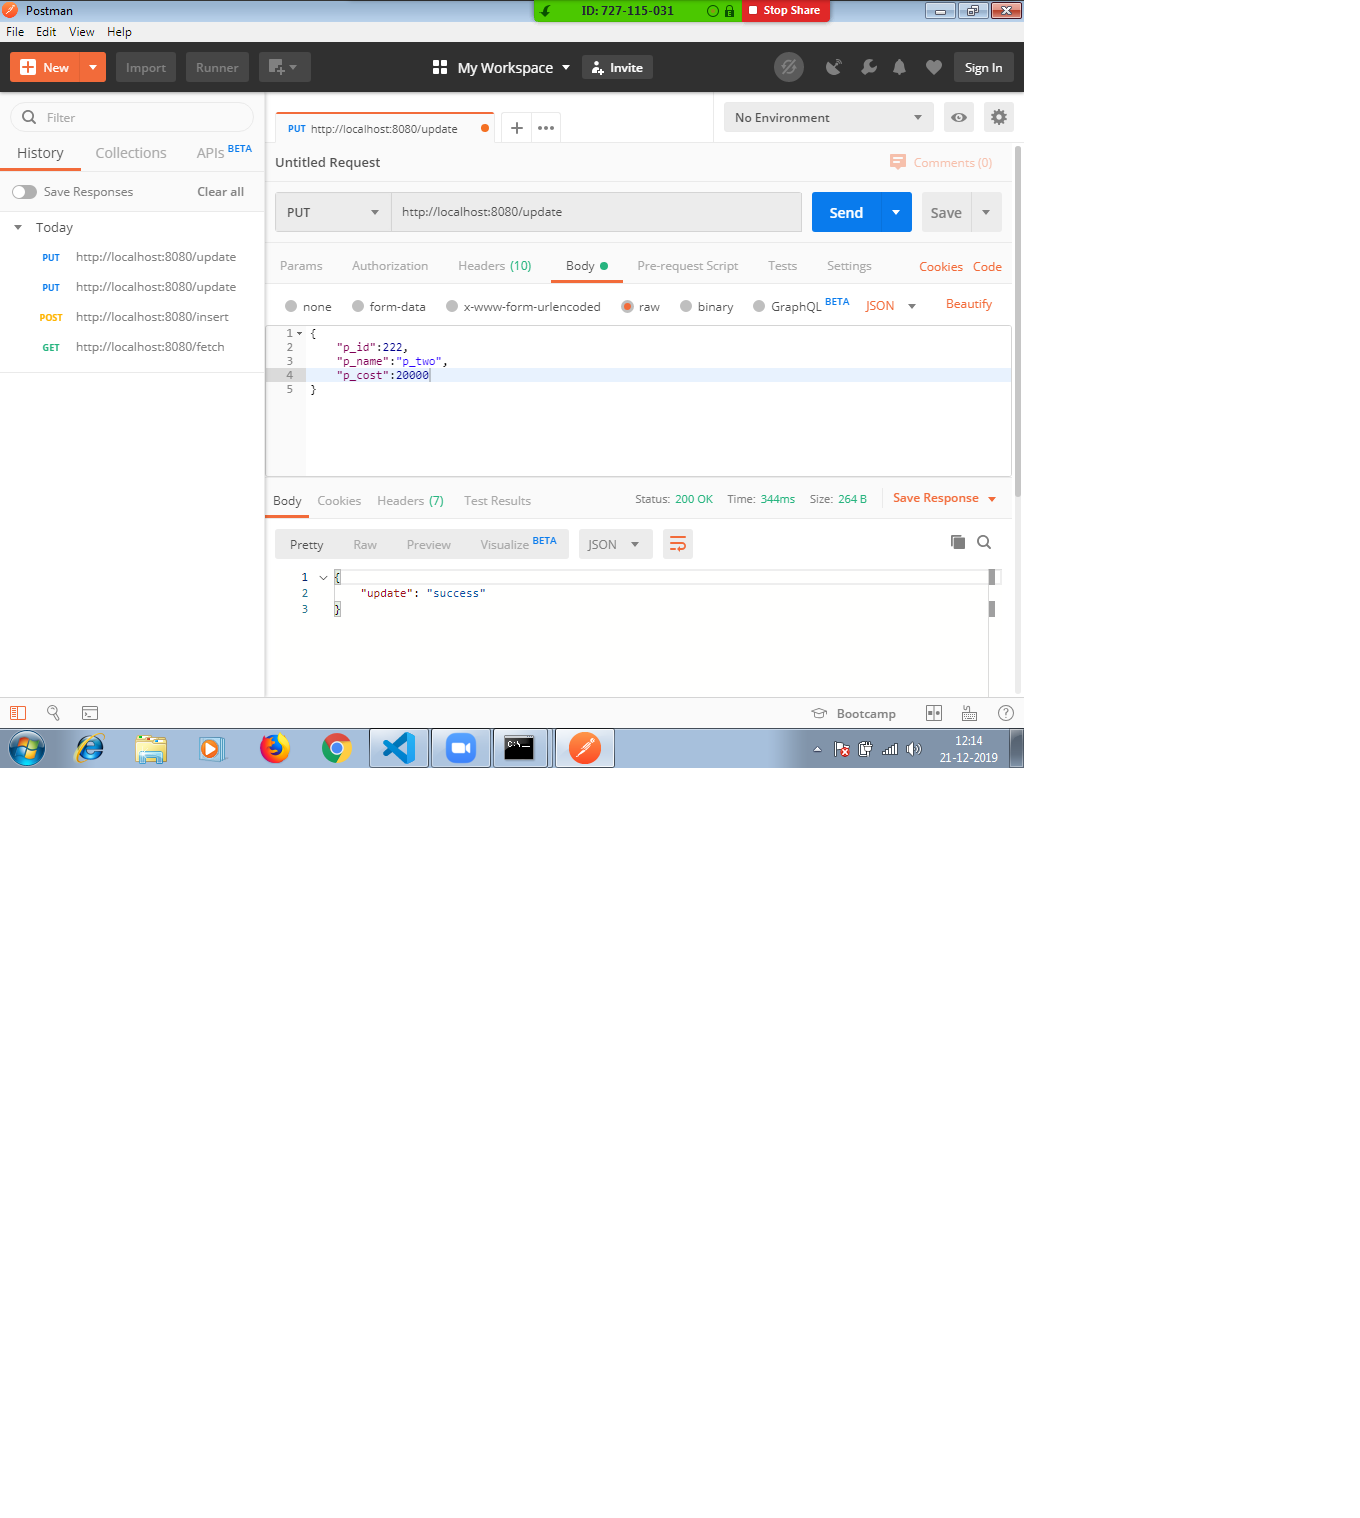 Postman
ID: 727-115-031
Stop Share
File Edit View Help
New
Import
Runner
My Workspace
Invite
Sign In
Filter
History
Collections
APIs BETA
Save Responses
Clear all
Today
PUT http://localhost:8080/update
PUT http://localhost:8080/update
POST http://localhost:8080/insert
GET http://localhost:8080/fetch
PUT http://localhost:8080/update
No Environment
Untitled Request
Comments (0)
PUT
http://localhost:8080/update
Send
Save
Params Authorization Headers (10) Body Pre-request Script Tests Settings Cookies Code
none form-data x-www-form-urlencoded raw binary GraphQL BETA JSON Beautify
1 {
2 "p_id":222,
3 "p_name":"p_two",
4 "p_cost":20000
5 }
Body Cookies Headers (7) Test Results Status: 200 OK Time: 344ms Size: 264 B Save Response
Pretty Raw Preview Visualize BETA JSON
1 {
2 "update": "success"
3 }
Bootcamp
C:\._
12:14
21-12-2019